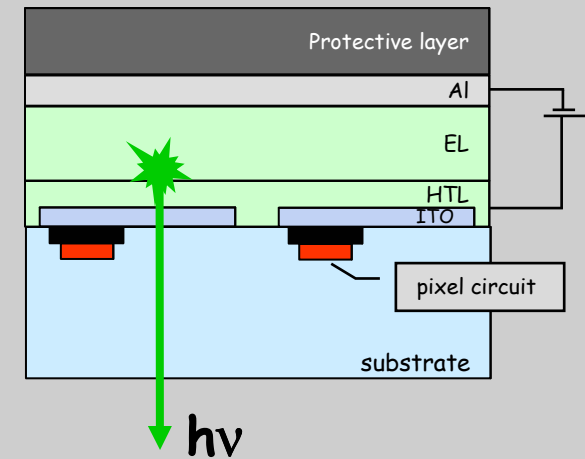 Protective layer
Al
EL
HTL
ITO
pixel circuit
substrate
hν